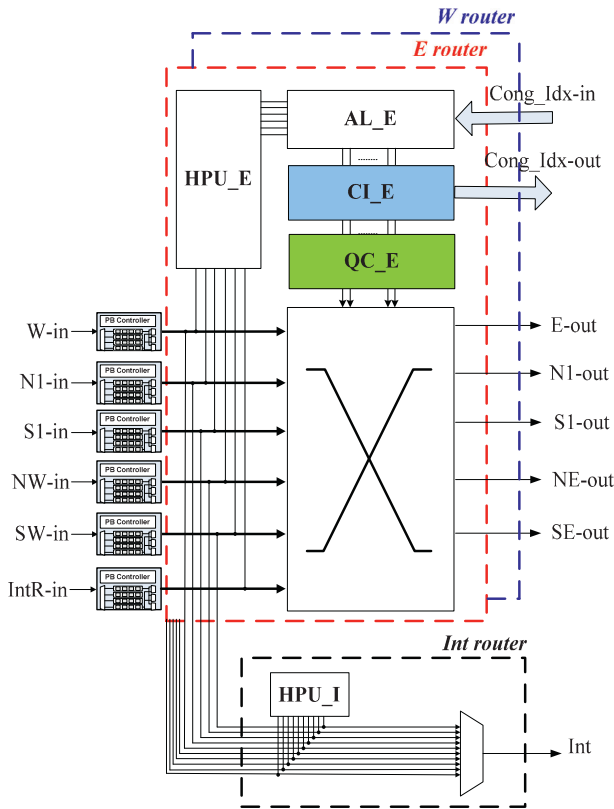 W router
E router
Cong_Idx-in
AL_E
HPU_E
Cong_Idx-out
CI_E
QC_E
PB Controller
W-in
E-out
PB Controller
N1-in
N1-out
PB Controller
S1-in
S1-out
PB Controller
NW-in
NE-out
PB Controller
SW-in
SE-out
PB Controller
IntR-in
Int router
HPU_I
Int